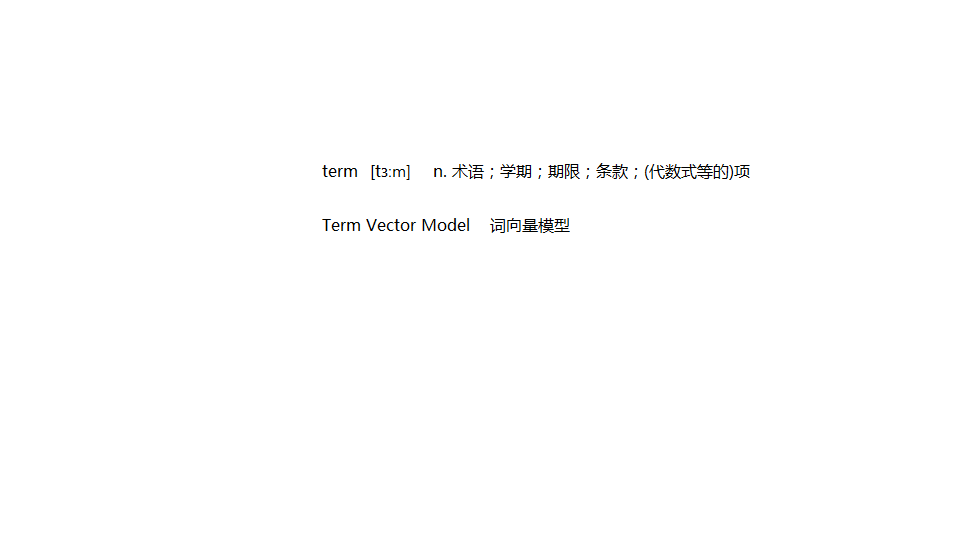 term [tɜ:m] n. 术语；学期；期限；条款；(代数式等的)项
Term Vector Model 词向量模型